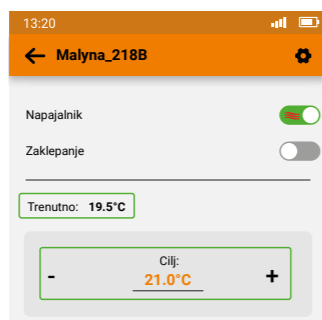 13:20
Malyna_218B
Napajalnik
Zaklepanje
Trenutno: 19.5°C
Cilj:
- 21.0°C +